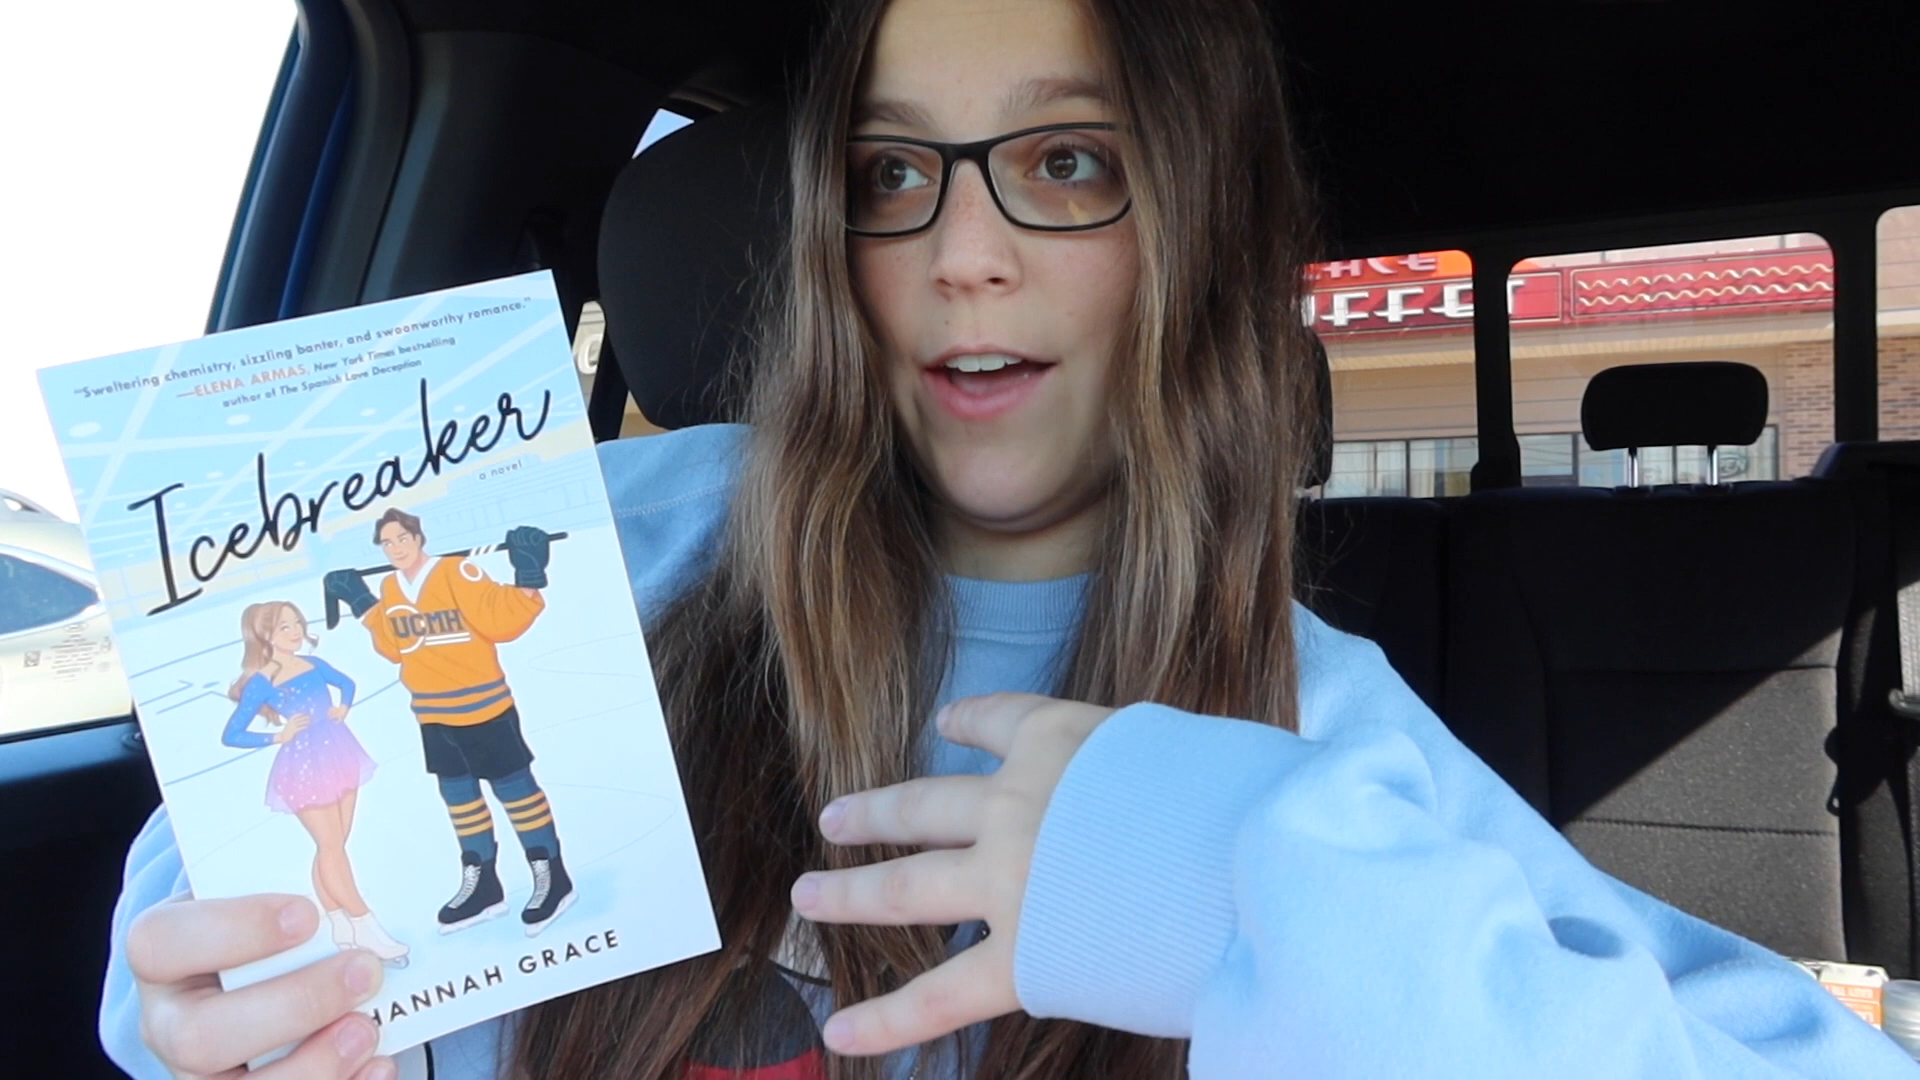 "Sweltering chemistry, sizzling banter, and swoonworthy romance."
—ELENA ARMAS, New York Times bestselling
author of The Spanish Love Deception
Icebreaker
a novel
UCMH
HANNAH GRACE